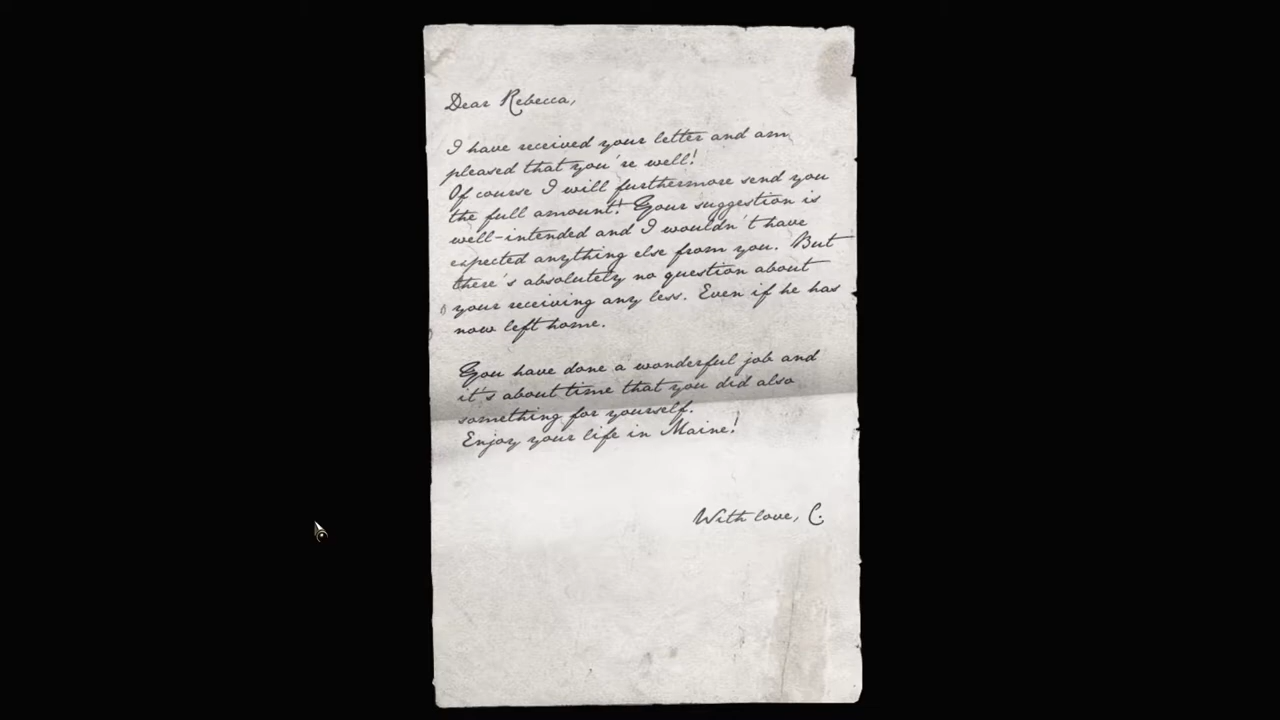 Dear Rebecca,
I have received your letter and am
pleased that you're well!
Of course I will furthermore send you
the full amount! Your suggestion is
well-intended and I wouldn't have
expected anything else from you. But
there's absolutely no question about
your receiving any less. Even if he has
now left home.
You have done a wonderful job and
it's about time that you did also
something for yourself.
Enjoy your life in Maine!
With love, C.